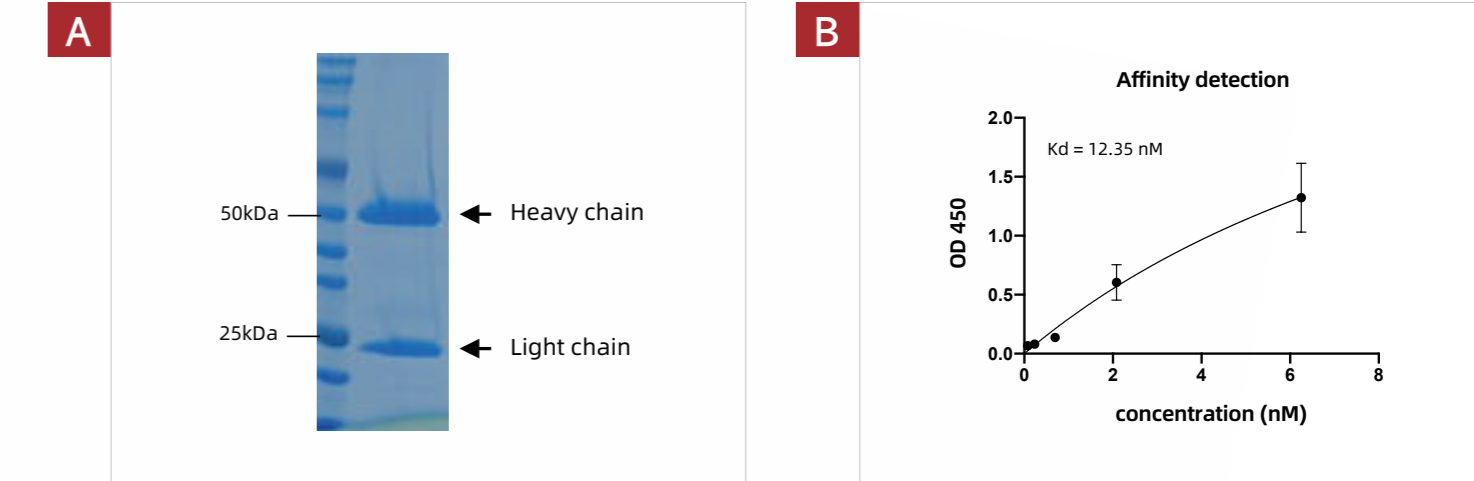 A
50kDa
Heavy chain
25kDa
Light chain
B
Affinity detection
Kd = 12.35 nM
OD 450
2.0
1.5
1.0
0.5
0.0
0 2 4 6 8
concentration (nM)